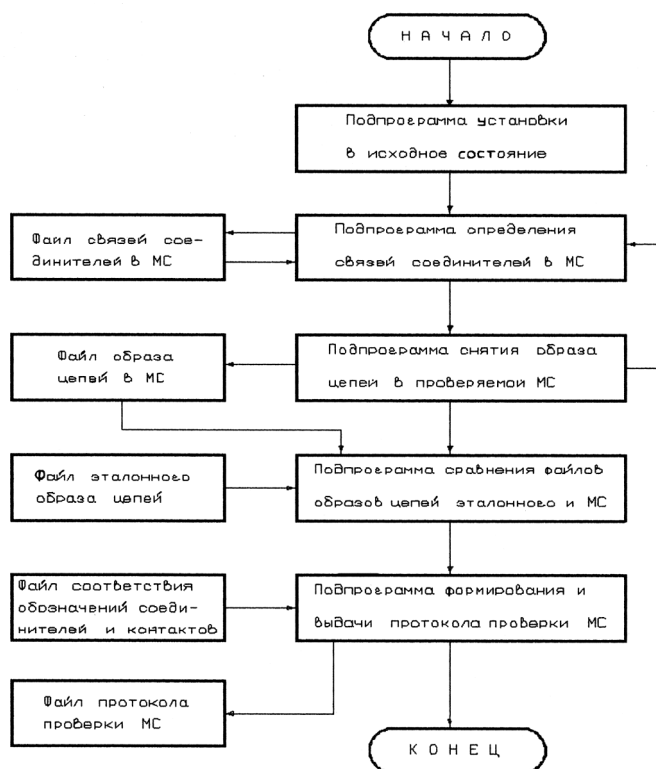 НАЧАЛО
Подпрограмма установки
в исходное состояние
Файл связей сое-
динителей в МС
Подпрограмма определения
связей соединителей в МС
Файл образа
цепей в МС
Подпрограмма снятия образа
цепей в проверяемой МС
Файл эталонного
образа цепей
Подпрограмма сравнения файлов
образов цепей эталонного и МС
Файл соответствия
обозначений соеди-
нителей и контактов
Подпрограмма формирования и
выдачи протокола проверки МС
Файл протокола
проверки МС
КОНЕЦ